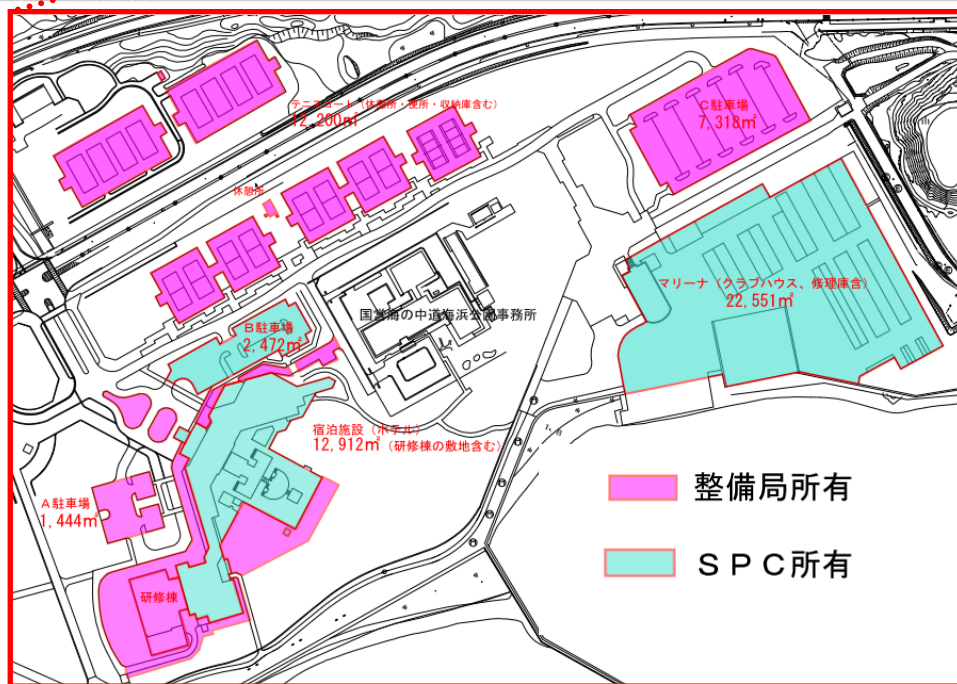 テニスコート（休憩所・便所・収納庫含む）
12,200㎡
C駐車場
7,318㎡
休憩所
マリーナ（クラブハウス、修理庫含）
22,551㎡
国営海の中道海浜公園事務所
B駐車場
2,472㎡
宿泊施設（ホテル）
12,912㎡（研修棟の敷地含む）
A駐車場
1,444㎡
研修棟
整備局所有
ＳＰＣ所有